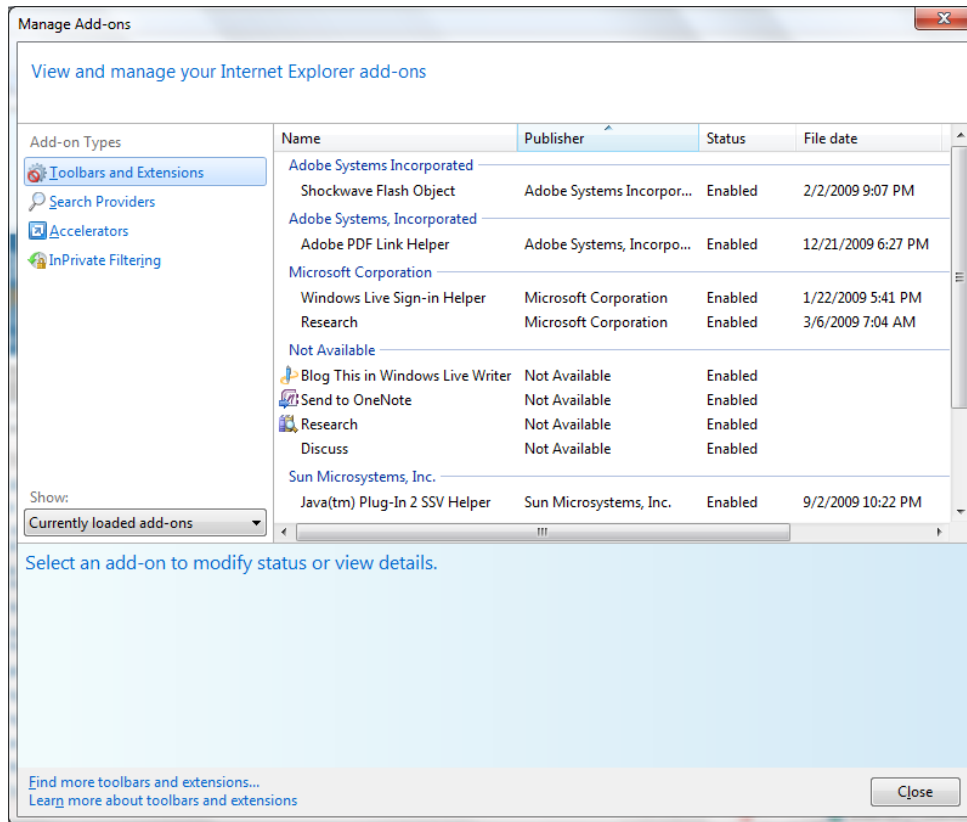 Manage Add-ons
View and manage your Internet Explorer add-ons
Add-on Types
Toolbars and Extensions
Search Providers
Accelerators
InPrivate Filtering
Show:
Currently loaded add-ons
Name Publisher Status File date
Adobe Systems Incorporated
Shockwave Flash Object Adobe Systems Incorpor... Enabled 2/2/2009 9:07 PM
Adobe Systems, Incorporated
Adobe PDF Link Helper Adobe Systems, Incorpo... Enabled 12/21/2009 6:27 PM
Microsoft Corporation
Windows Live Sign-in Helper Microsoft Corporation Enabled 1/22/2009 5:41 PM
Research Microsoft Corporation Enabled 3/6/2009 7:04 AM
Not Available
Blog This in Windows Live Writer Not Available Enabled
Send to OneNote Not Available Enabled
Research Not Available Enabled
Discuss Not Available Enabled
Sun Microsystems, Inc.
Java(tm) Plug-In 2 SSV Helper Sun Microsystems, Inc. Enabled 9/2/2009 10:22 PM
Select an add-on to modify status or view details.
Find more toolbars and extensions...
Learn more about toolbars and extensions
Close